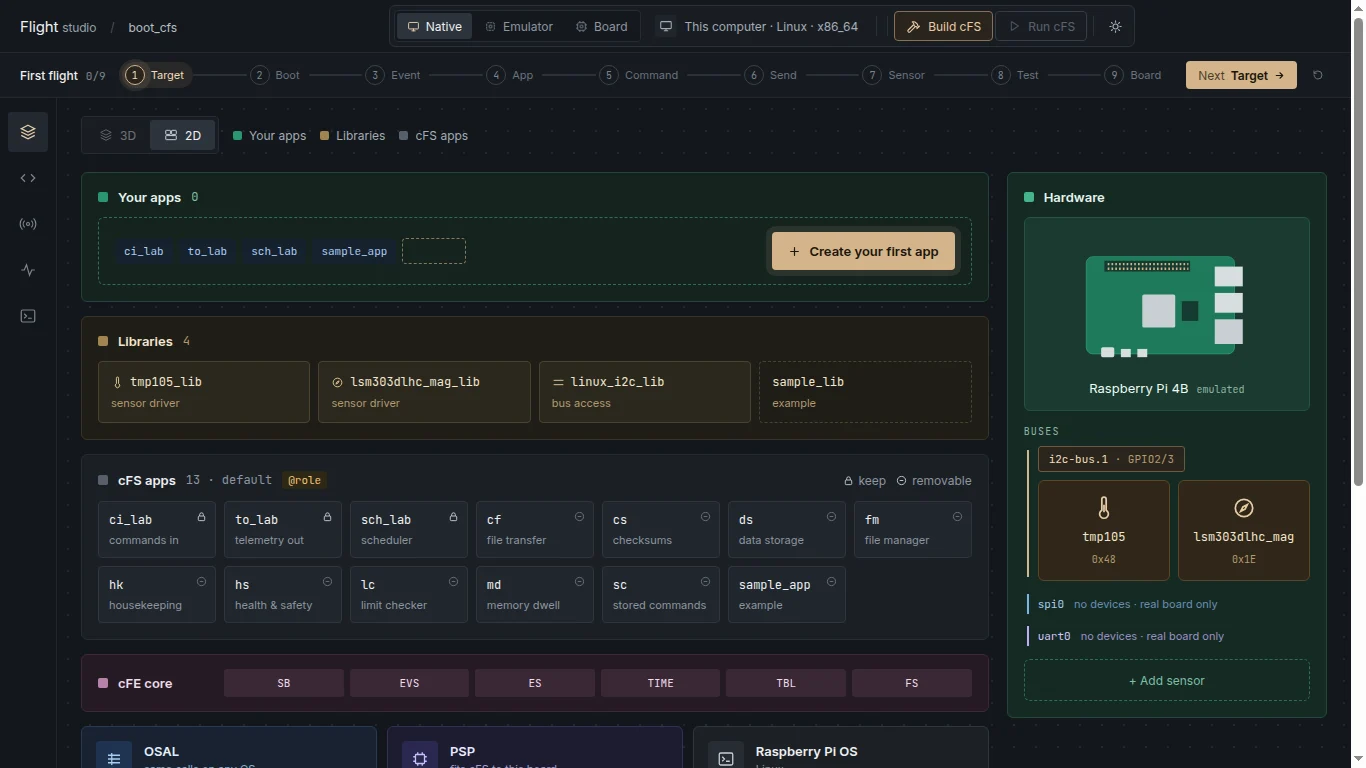 Flight studio / boot_cfs
Native Emulator Board This computer · Linux · x86_64 Build cFS Run cFS
First flight 0/9 1 Target 2 Boot 3 Event 4 App 5 Command 6 Send 7 Sensor 8 Test 9 Board Next Target →
3D 2D Your apps Libraries cFS apps
Your apps 0
ci_lab to_lab sch_lab sample_app + Create your first app
Libraries 4
tmp105_lib
sensor driver
lsm303dlhc_mag_lib
sensor driver
linux_i2c_lib
bus access
sample_lib
example
cFS apps 13 · default @role keep removable
ci_lab
commands in
to_lab
telemetry out
sch_lab
scheduler
cf
file transfer
cs
checksums
ds
data storage
fm
file manager
hk
housekeeping
hs
health & safety
lc
limit checker
md
memory dwell
sc
stored commands
sample_app
example
cFE core SB EVS ES TIME TBL FS
OSAL
PSP
Raspberry Pi OS
Hardware
Raspberry Pi 4B emulated
BUSES
i2c-bus.1 · GPIO2/3
tmp105
0x48
lsm303dlhc_mag
0x1E
spi0 no devices · real board only
uart0 no devices · real board only
+ Add sensor